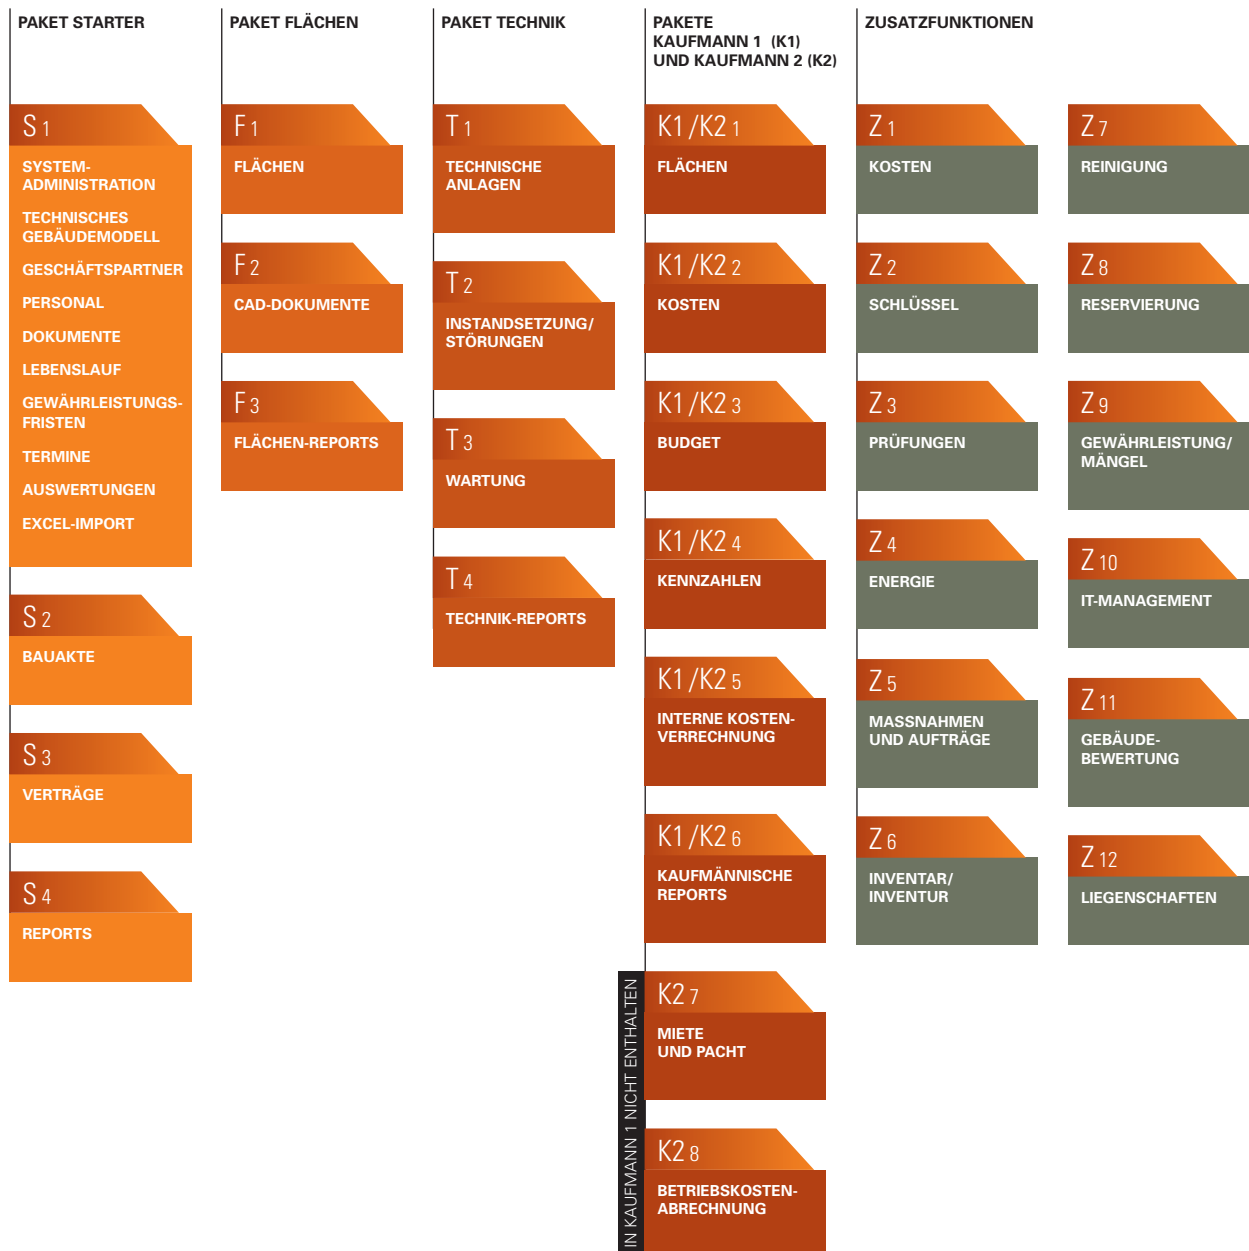 PAKET STARTER
S 1
SYSTEM-
ADMINISTRATION
TECHNISCHES
GEBÄUDEMODELL
GESCHÄFTSPARTNER
PERSONAL
DOKUMENTE
LEBENSLAUF
GEWÄHRLEISTUNGS-
FRISTEN
TERMINE
AUSWERTUNGEN
EXCEL-IMPORT
S 2
BAUAKTE
S 3
VERTRÄGE
S 4
REPORTS
PAKET FLÄCHEN
F 1
FLÄCHEN
F 2
CAD-DOKUMENTE
F 3
FLÄCHEN-REPORTS
PAKET TECHNIK
T 1
TECHNISCHE
ANLAGEN
T 2
INSTANDSETZUNG/
STÖRUNGEN
T 3
WARTUNG
T 4
TECHNIK-REPORTS
PAKETE
KAUFMANN 1 (K1)
UND KAUFMANN 2 (K2)
K1/K2 1
FLÄCHEN
K1/K2 2
KOSTEN
K1/K2 3
BUDGET
K1/K2 4
KENNZAHLEN
K1/K2 5
INTERNE KOSTEN-
VERRECHNUNG
K1/K2 6
KAUFMÄNNISCHE
REPORTS
IN KAUFMANN 1 NICHT ENTHALTEN
K2 7
MIETE
UND PACHT
K2 8
BETRIEBSKOSTEN-
ABRECHNUNG
ZUSATZFUNKTIONEN
Z 1
KOSTEN
Z 2
SCHLÜSSEL
Z 3
PRÜFUNGEN
Z 4
ENERGIE
Z 5
MASSNAHMEN
UND AUFTRÄGE
Z 6
INVENTAR/
INVENTUR
Z 7
REINIGUNG
Z 8
RESERVIERUNG
Z 9
GEWÄHRLEISTUNG/
MÄNGEL
Z 10
IT-MANAGEMENT
Z 11
GEBÄUDE-
BEWERTUNG
Z 12
LIEGENSCHAFTEN